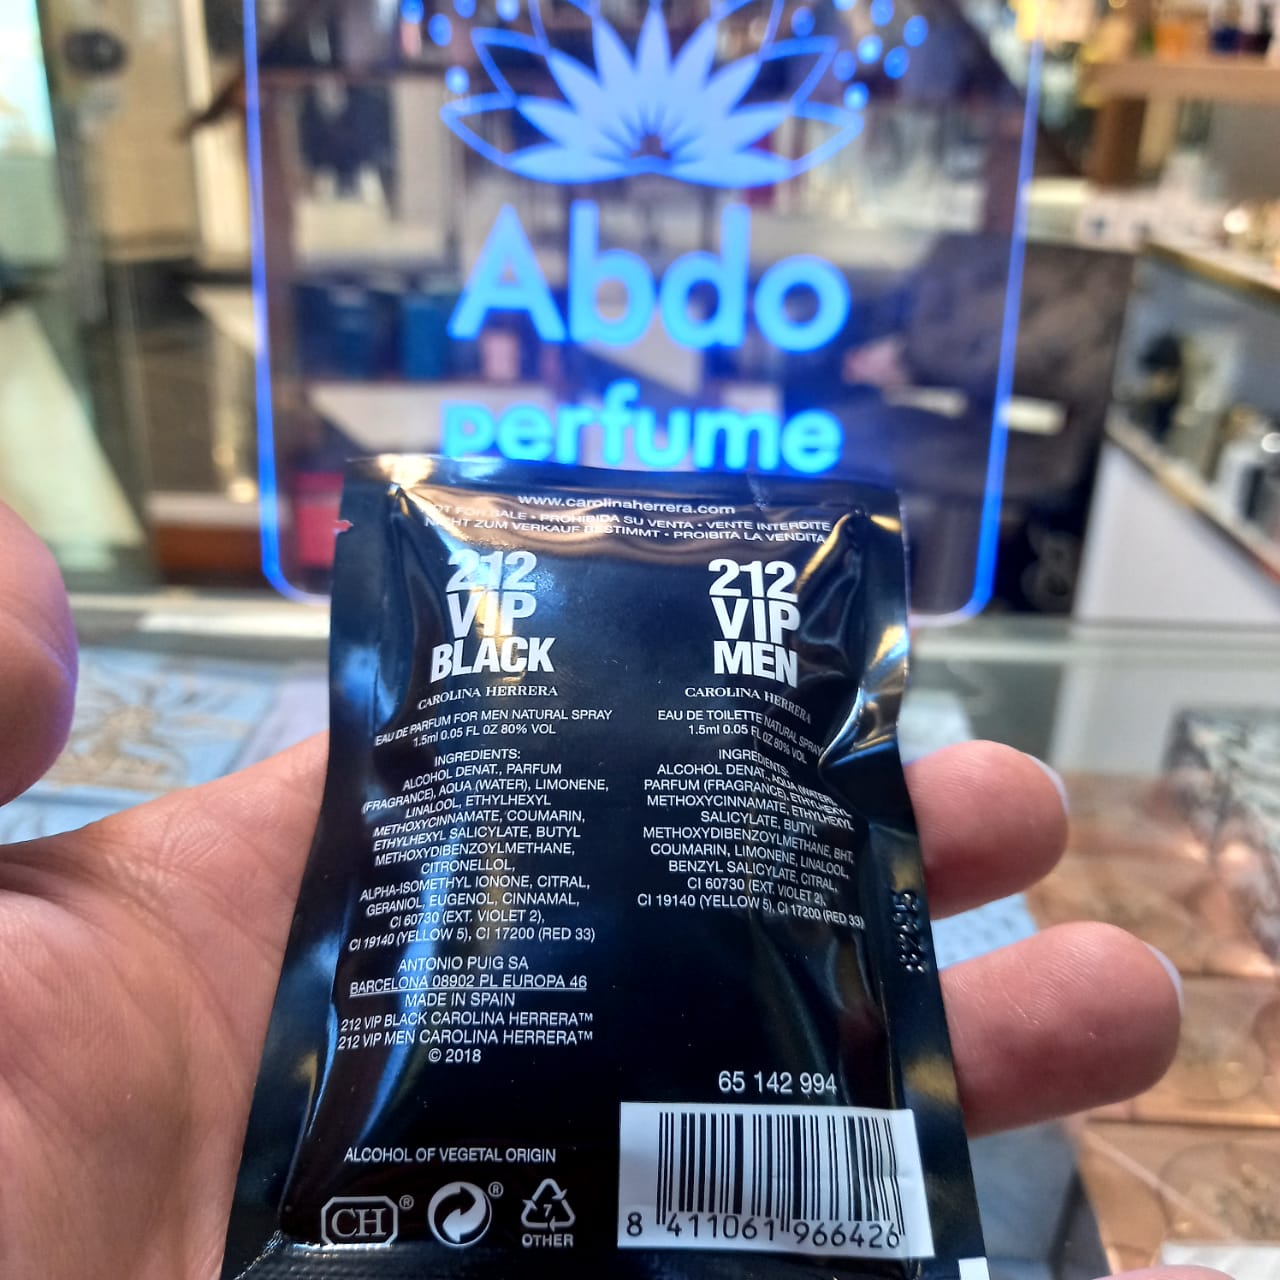 Abdo
perfume
www.carolinaherrera.com
NOT FOR SALE • PROHIBIDA SU VENTA • VENTE INTERDITE
NICHT ZUM VERKAUF BESTIMMT • PROIBITA LA VENDITA
212
VIP
BLACK
CAROLINA HERRERA
EAU DE PARFUM FOR MEN NATURAL SPRAY
1.5ml 0.05 FL OZ 80% VOL
INGREDIENTS:
ALCOHOL DENAT., PARFUM
(FRAGRANCE), AQUA (WATER), LIMONENE,
LINALOOL, ETHYLHEXYL
METHOXYCINNAMATE, COUMARIN,
ETHYLHEXYL SALICYLATE, BUTYL
METHOXYDIBENZOYLMETHANE,
CITRONELLOL,
ALPHA-ISOMETHYL IONONE, CITRAL,
GERANIOL, EUGENOL, CINNAMAL,
CI 60730 (EXT. VIOLET 2),
CI 19140 (YELLOW 5), CI 17200 (RED 33)
ANTONIO PUIG SA
BARCELONA 08902 PL EUROPA 46
MADE IN SPAIN
212 VIP BLACK CAROLINA HERRERA™
212 VIP MEN CAROLINA HERRERA™
© 2018
212
VIP
MEN
CAROLINA HERRERA
EAU DE TOILETTE NATURAL SPRAY
1.5ml 0.05 FL OZ 80% VOL
INGREDIENTS:
ALCOHOL DENAT., AQUA (WATER),
PARFUM (FRAGRANCE), ETHYLHEXYL
METHOXYCINNAMATE, ETHYLHEXYL
SALICYLATE, BUTYL
METHOXYDIBENZOYLMETHANE, BHT,
COUMARIN, LIMONENE, LINALOOL,
BENZYL SALICYLATE, CITRAL,
CI 60730 (EXT. VIOLET 2),
CI 19140 (YELLOW 5), CI 17200 (RED 33)
65 142 994
ALCOHOL OF VEGETAL ORIGIN
CH ® ® 7
OTHER
8 411061 966426